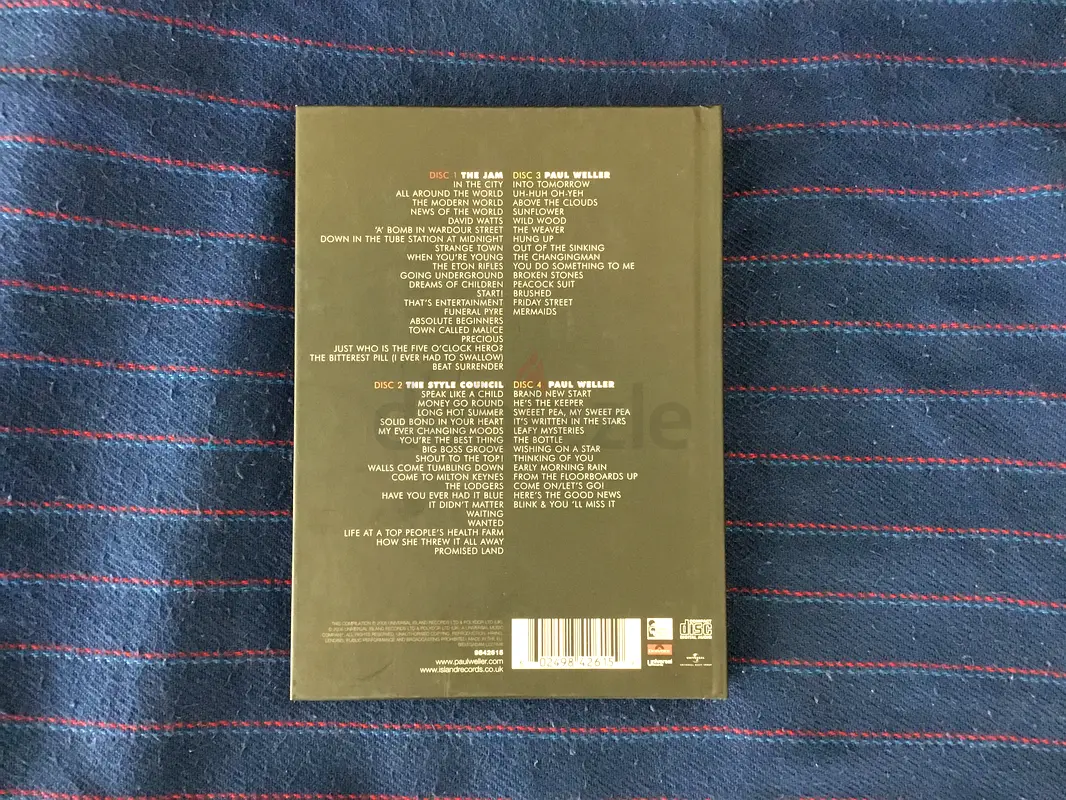 DISC 1 THE JAM
IN THE CITY
ALL AROUND THE WORLD
THE MODERN WORLD
NEWS OF THE WORLD
DAVID WATTS
'A' BOMB IN WARDOUR STREET
DOWN IN THE TUBE STATION AT MIDNIGHT
STRANGE TOWN
WHEN YOU'RE YOUNG
THE ETON RIFLES
GOING UNDERGROUND
DREAMS OF CHILDREN
START!
THAT'S ENTERTAINMENT
FUNERAL PYRE
ABSOLUTE BEGINNERS
TOWN CALLED MALICE
PRECIOUS
JUST WHO IS THE FIVE O'CLOCK HERO?
THE BITTEREST PILL (I EVER HAD TO SWALLOW)
BEAT SURRENDER
DISC 2 THE STYLE COUNCIL
SPEAK LIKE A CHILD
MONEY GO ROUND
LONG HOT SUMMER
SOLID BOND IN YOUR HEART
MY EVER CHANGING MOODS
YOU'RE THE BEST THING
BIG BOSS GROOVE
SHOUT TO THE TOP!
WALLS COME TUMBLING DOWN
COME TO MILTON KEYNES
THE LODGERS
HAVE YOU EVER HAD IT BLUE
IT DIDN'T MATTER
WAITING
WANTED
LIFE AT A TOP PEOPLE'S HEALTH FARM
HOW SHE THREW IT ALL AWAY
PROMISED LAND
DISC 3 PAUL WELLER
INTO TOMORROW
UH-HUH OH-YEH
ABOVE THE CLOUDS
SUNFLOWER
WILD WOOD
THE WEAVER
HUNG UP
OUT OF THE SINKING
THE CHANGINGMAN
YOU DO SOMETHING TO ME
BROKEN STONES
PEACOCK SUIT
BRUSHED
FRIDAY STREET
MERMAIDS
DISC 4 PAUL WELLER
BRAND NEW START
HE'S THE KEEPER
SWEEET PEA, MY SWEET PEA
IT'S WRITTEN IN THE STARS
LEAFY MYSTERIES
THE BOTTLE
WISHING ON A STAR
THINKING OF YOU
EARLY MORNING RAIN
FROM THE FLOORBOARDS UP
COME ON/LET'S GO!
HERE'S THE GOOD NEWS
BLINK & YOU 'LL MISS IT
9842615
www.paulweller.com
www.islandrecords.co.uk
02498 42615
disc
universal